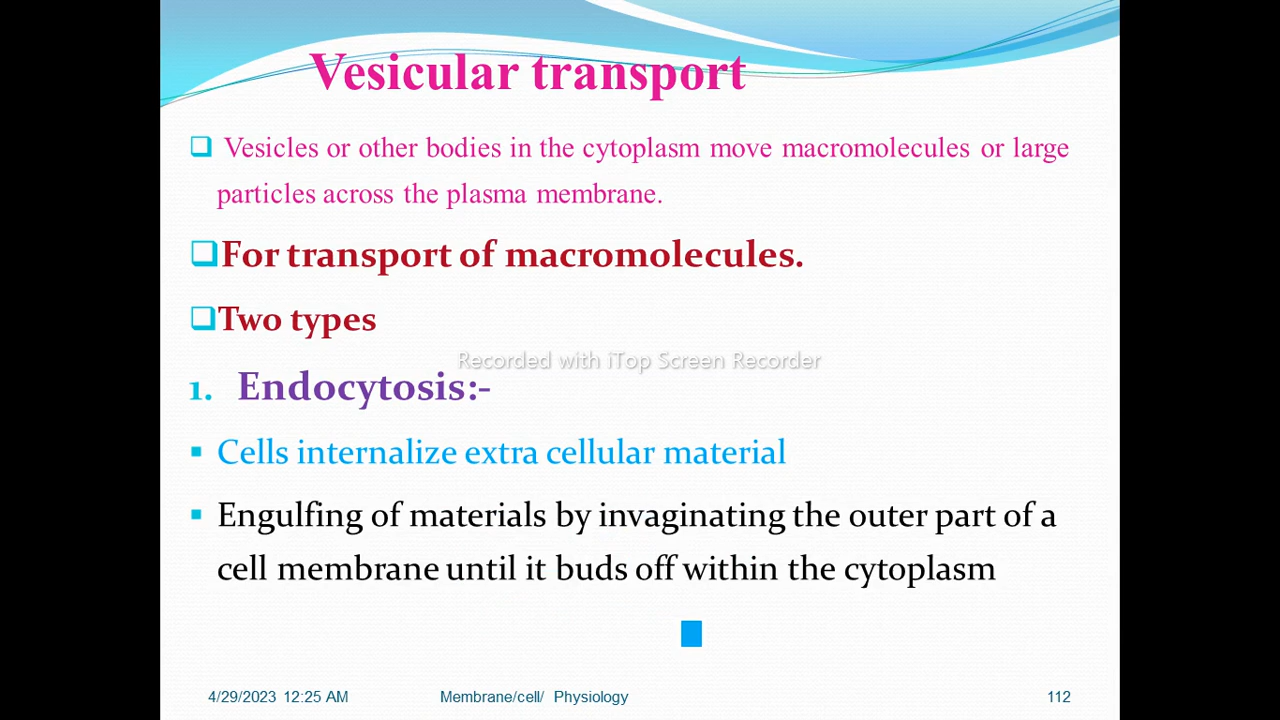 Vesicular transport
Vesicles or other bodies in the cytoplasm move macromolecules or large
particles across the plasma membrane.
For transport of macromolecules.
Two types
Recorded with iTop Screen Recorder
1. Endocytosis:-
Cells internalize extra cellular material
Engulfing of materials by invaginating the outer part of a
cell membrane until it buds off within the cytoplasm
4/29/2023 12:25 AM Membrane/cell/ Physiology 112